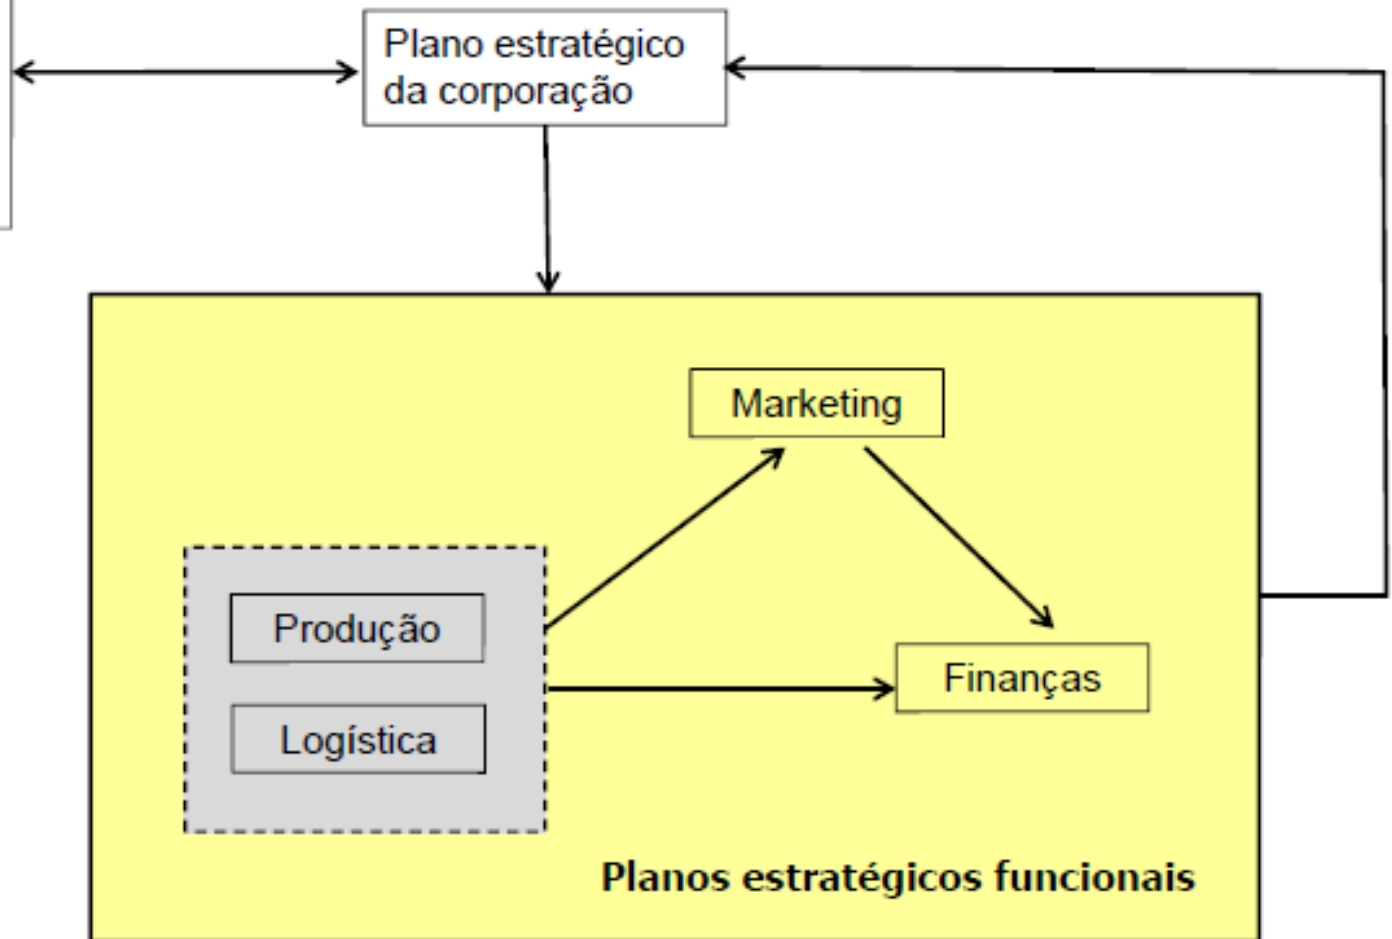 Plano estratégico
da corporação
Marketing
Produção
Finanças
Logística
Planos estratégicos funcionais